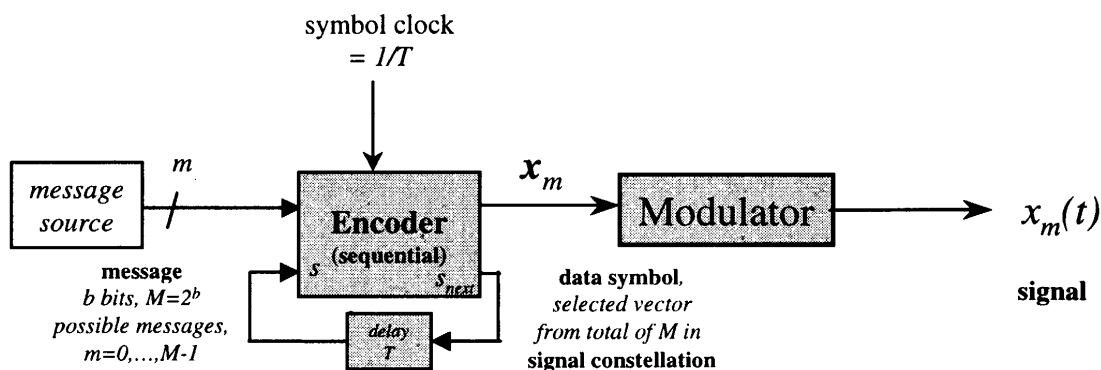 symbol clock
= 1/T
m
message
source
Encoder
(sequential)
s
s_next
delay
T
x_m
Modulator
x_m(t)
signal
message
b bits, M=2^b
possible messages,
m=0,...,M-1
data symbol,
selected vector
from total of M in
signal constellation